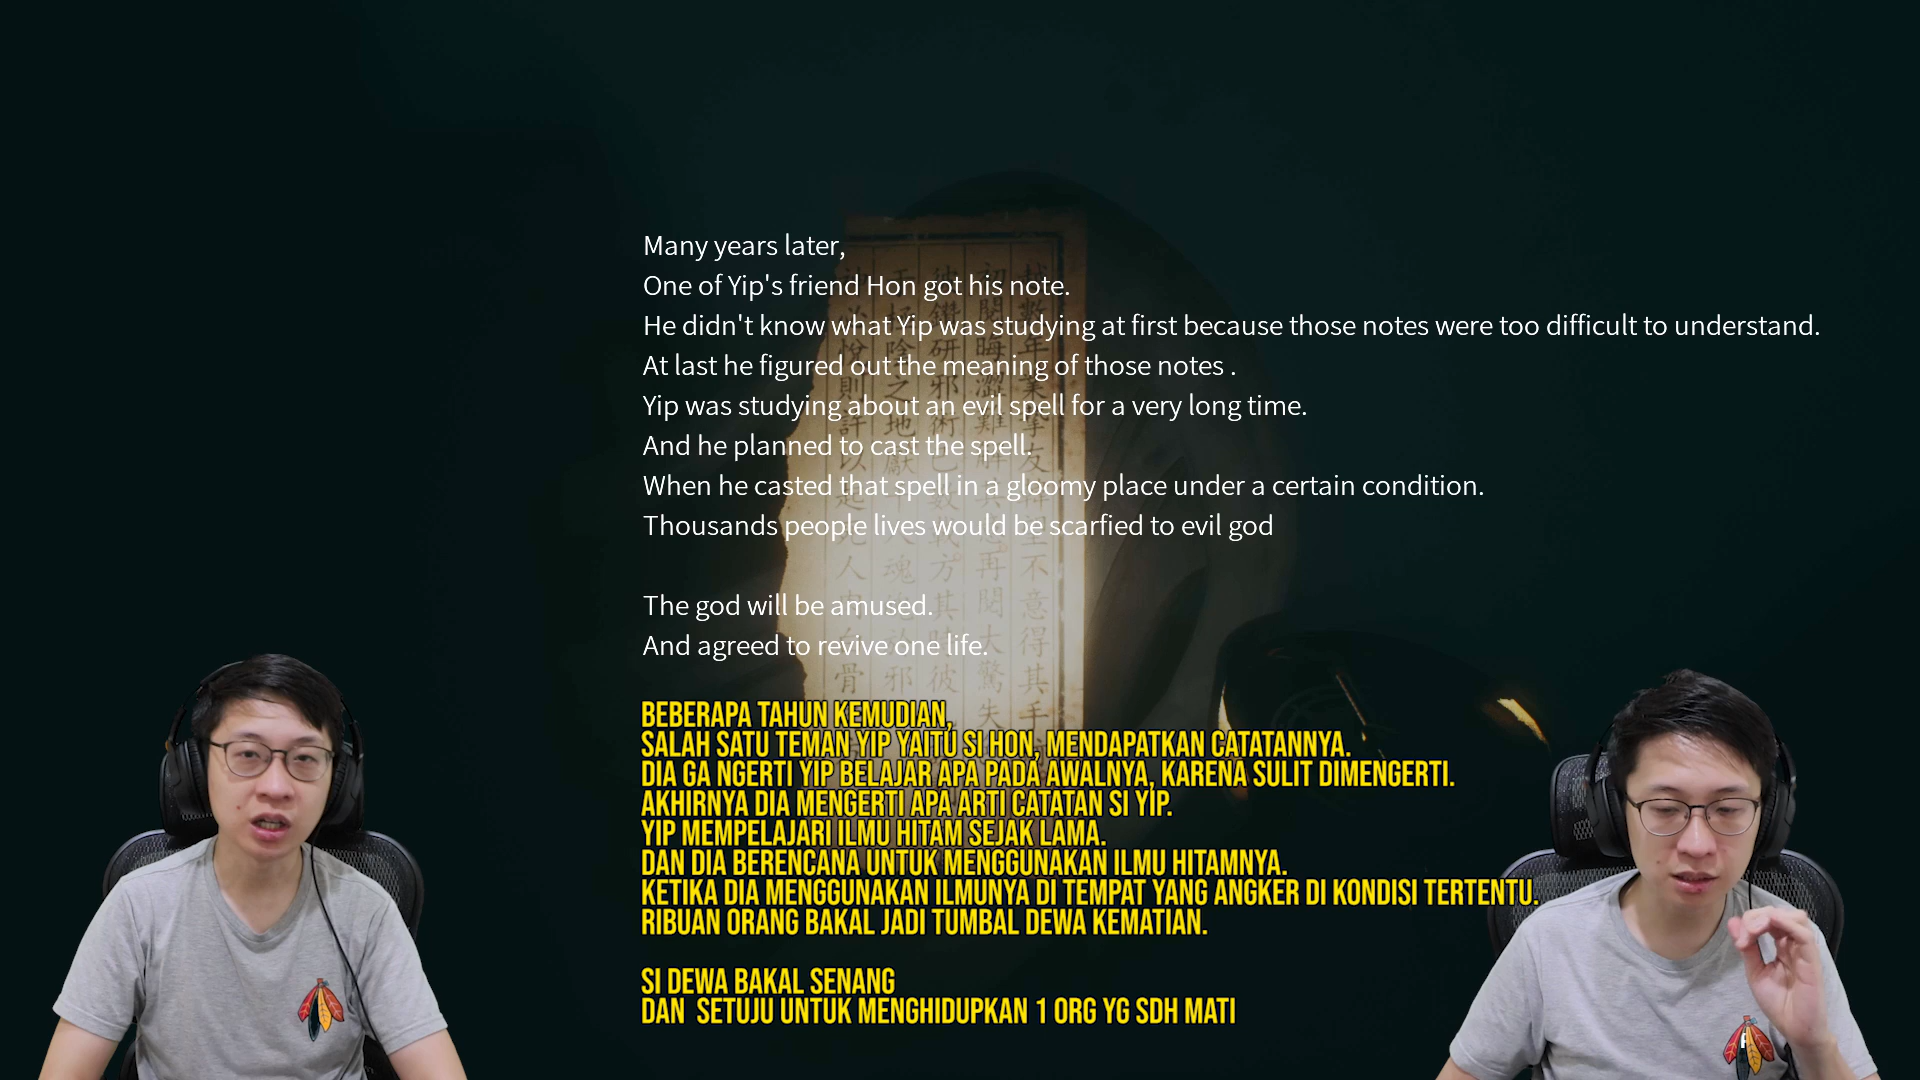 Many years later,
One of Yip's friend Hon got his note.
He didn't know what Yip was studying at first because those notes were too difficult to understand.
At last he figured out the meaning of those notes .
Yip was studying about an evil spell for a very long time.
And he planned to cast the spell.
When he casted that spell in a gloomy place under a certain condition.
Thousands people lives would be scarfied to evil god
The god will be amused.
And agreed to revive one life.
BEBERAPA TAHUN KEMUDIAN,
SALAH SATU TEMAN YIP YAITU SI HON, MENDAPATKAN CATATANNYA.
DIA GA NGERTI YIP BELAJAR APA PADA AWALNYA, KARENA SULIT DIMENGERTI.
AKHIRNYA DIA MENGERTI APA ARTI CATATAN SI YIP.
YIP MEMPELAJARI ILMU HITAM SEJAK LAMA.
DAN DIA BERENCANA UNTUK MENGGUNAKAN ILMU HITAMNYA.
KETIKA DIA MENGGUNAKAN ILMUNYA DI TEMPAT YANG ANGKER DI KONDISI TERTENTU.
RIBUAN ORANG BAKAL JADI TUMBAL DEWA KEMATIAN.
SI DEWA BAKAL SENANG
DAN SETUJU UNTUK MENGHIDUPKAN 1 ORG YG SDH MATI